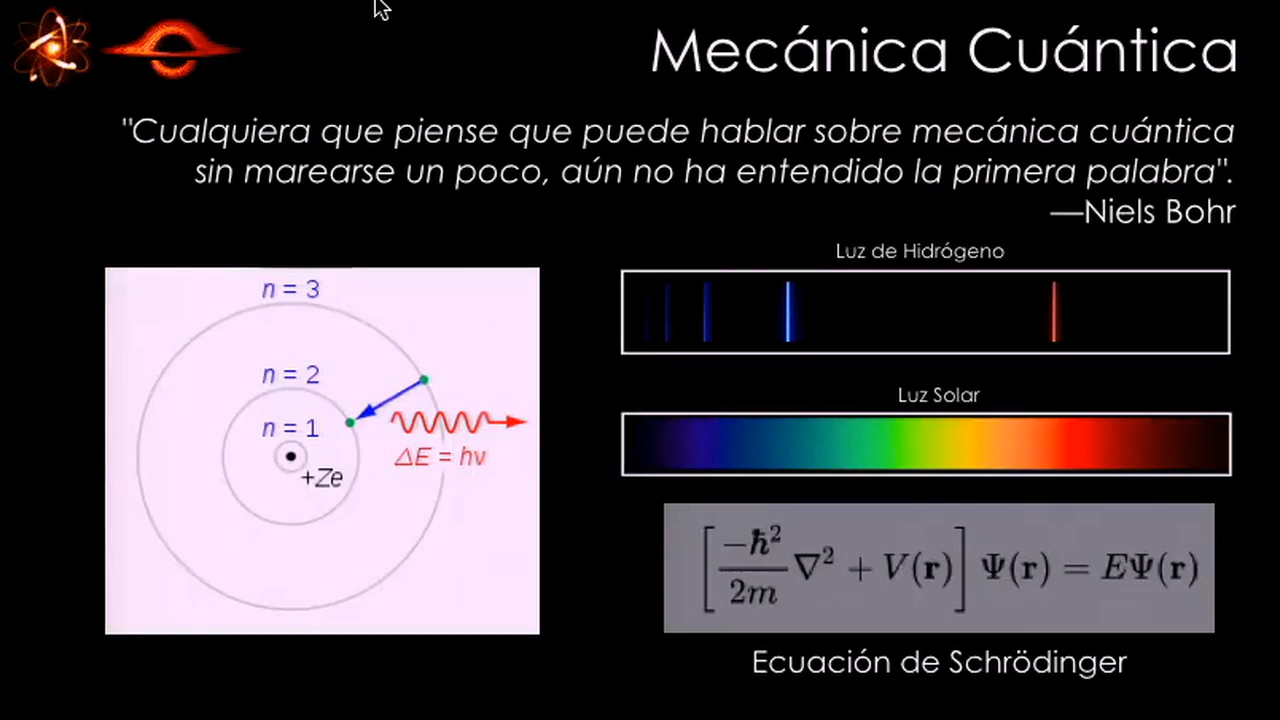 Mecánica Cuántica
"Cualquiera que piense que puede hablar sobre mecánica cuántica
sin marearse un poco, aún no ha entendido la primera palabra".
—Niels Bohr
n = 3
n = 2
n = 1
+Ze
ΔE = hν
Luz de Hidrógeno
Luz Solar
[-ħ²/2m ∇² + V(r)] Ψ(r) = EΨ(r)
Ecuación de Schrödinger